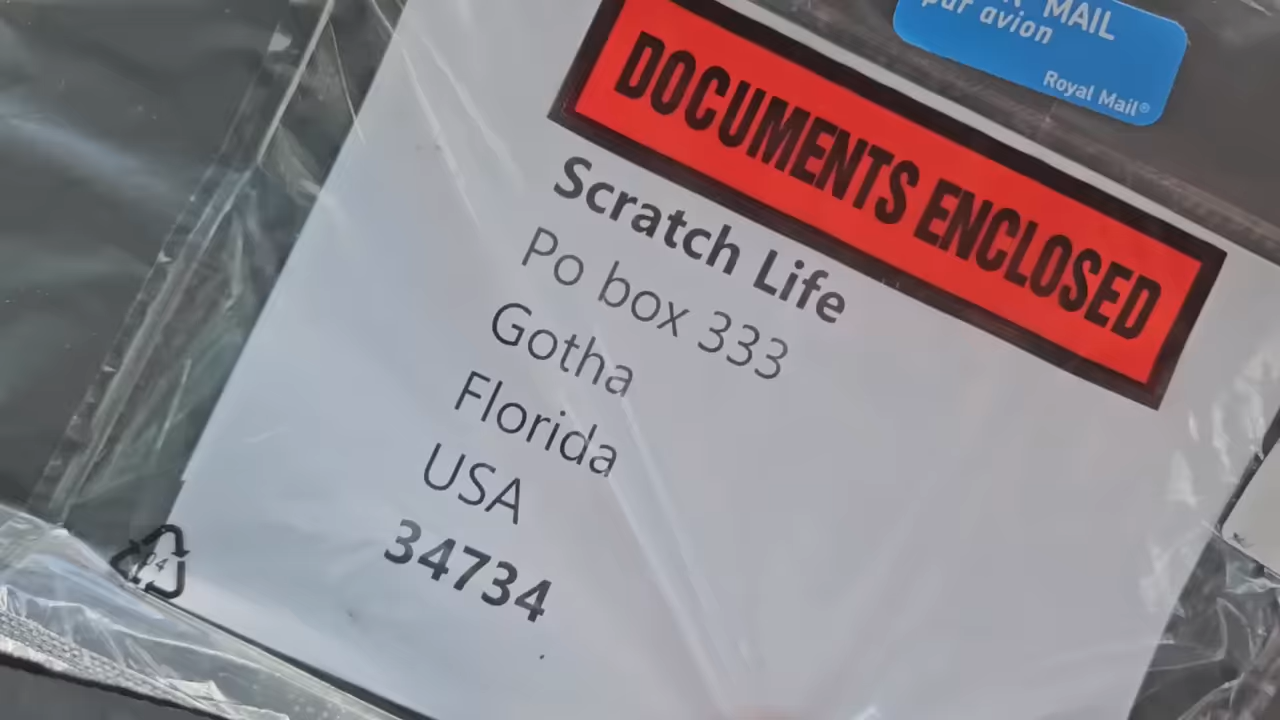 MAIL
par avion
Royal Mail®
DOCUMENTS ENCLOSED
Scratch Life
Po box 333
Gotha
Florida
USA
34734